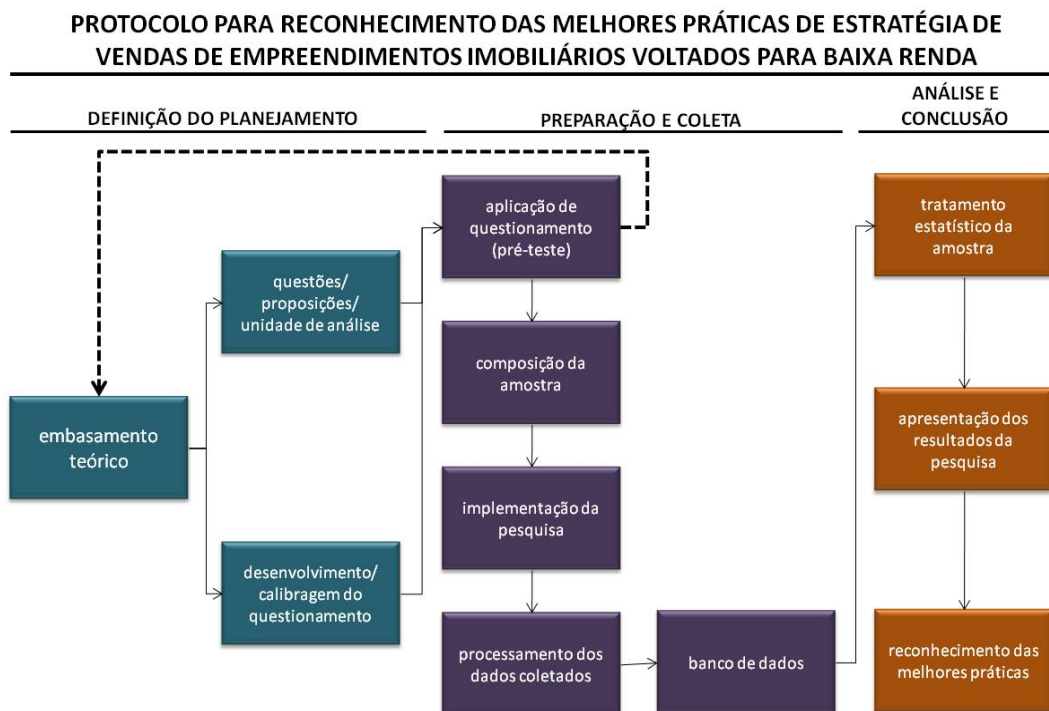 PROTOCOLO PARA RECONHECIMENTO DAS MELHORES PRÁTICAS DE ESTRATÉGIA DE
VENDAS DE EMPREENDIMENTOS IMOBILIÁRIOS VOLTADOS PARA BAIXA RENDA
DEFINIÇÃO DO PLANEJAMENTO
PREPARAÇÃO E COLETA
ANÁLISE E
CONCLUSÃO
embasamento
teórico
questões/
proposições/
unidade de análise
desenvolvimento/
calibragem do
questionamento
aplicação de
questionamento
(pré-teste)
composição da
amostra
implementação da
pesquisa
processamento dos
dados coletados
banco de dados
tratamento
estatístico da
amostra
apresentação dos
resultados da
pesquisa
reconhecimento das
melhores práticas